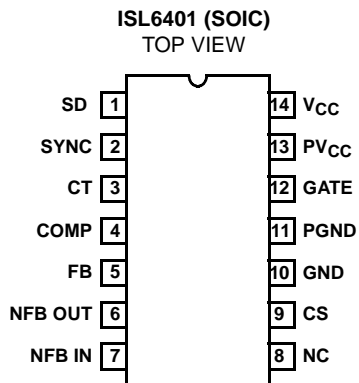 ISL6401 (SOIC)
TOP VIEW
SD 1 14 VCC
SYNC 2 13 PVCC
CT 3 12 GATE
COMP 4 11 PGND
FB 5 10 GND
NFB OUT 6 9 CS
NFB IN 7 8 NC